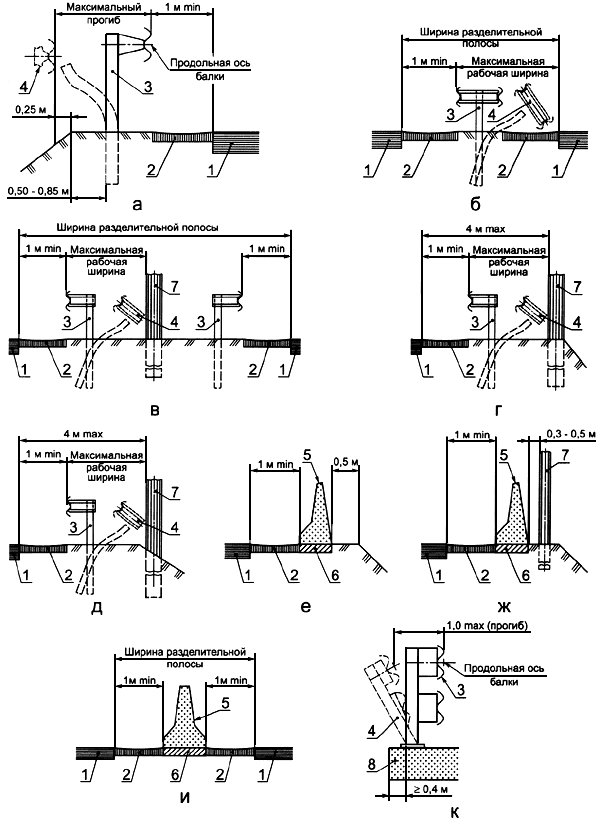 Максимальный
прогиб
1 м min
Продольная ось
балки
4
3
0,25 м
2
1
0,50 - 0,85 м
а
Ширина разделительной
полосы
1 м min
Максимальная
рабочая ширина
3
4
1
2
2
1
б
Ширина разделительной полосы
1 м min
Максимальная
рабочая
ширина
1 м min
7
3
4
3
1
2
2
1
в
4 м max
1 м min
Максимальная
рабочая
ширина
7
3
4
1
2
г
4 м max
1 м min
Максимальная
рабочая
ширина
7
3
4
1
2
д
1 м min
5
0,5 м
1
2
6
е
1 м min
5
0,3 - 0,5 м
7
1
2
6
ж
Ширина разделительной
полосы
1м min
1м min
5
1
2
6
2
1
и
1,0 max (прогиб)
Продольная ось
балки
3
4
8
≥ 0,4 м
к